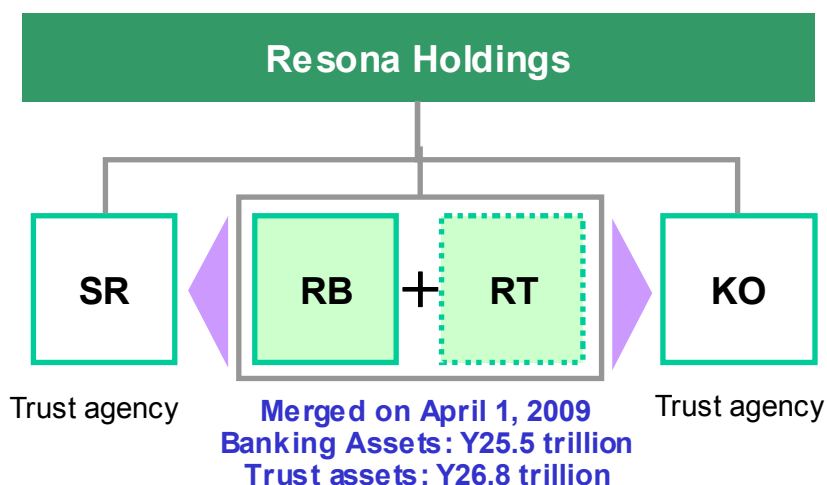 Resona Holdings
SR
RB
+
RT
KO
Trust agency
Merged on April 1, 2009
Banking Assets: Y25.5 trillion
Trust assets: Y26.8 trillion
Trust agency